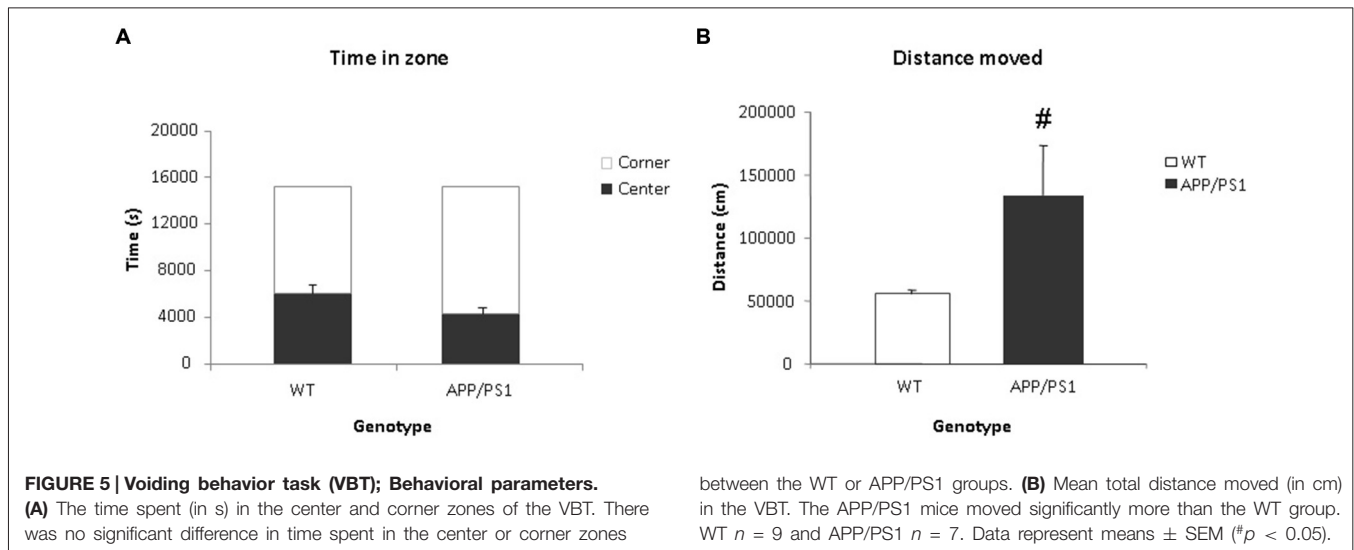 A
Time in zone
20000
16000
12000
8000
4000
0
Time (s)
Corner
Center
WT
APP/PS1
Genotype
B
Distance moved
200000
150000
100000
50000
0
Distance (cm)
#
WT
APP/PS1
WT
APP/PS1
Genotype
FIGURE 5 | Voiding behavior task (VBT); Behavioral parameters.
(A) The time spent (in s) in the center and corner zones of the VBT. There
was no significant difference in time spent in the center or corner zones
between the WT or APP/PS1 groups. (B) Mean total distance moved (in cm)
in the VBT. The APP/PS1 mice moved significantly more than the WT group.
WT n = 9 and APP/PS1 n = 7. Data represent means ± SEM (#p < 0.05).